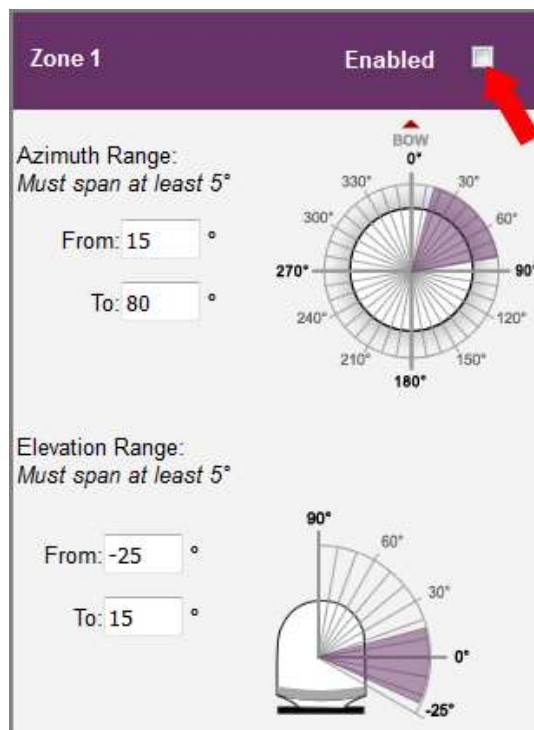 Zone 1 Enabled
BOW
Azimuth Range:
Must span at least 5°
0°
330° 30°
300° 60°
From: 15 °
270° 90°
To: 80 °
240° 120°
210° 150°
180°
Elevation Range:
Must span at least 5°
90°
60°
From: -25 °
30°
To: 15 °
0°
-25°